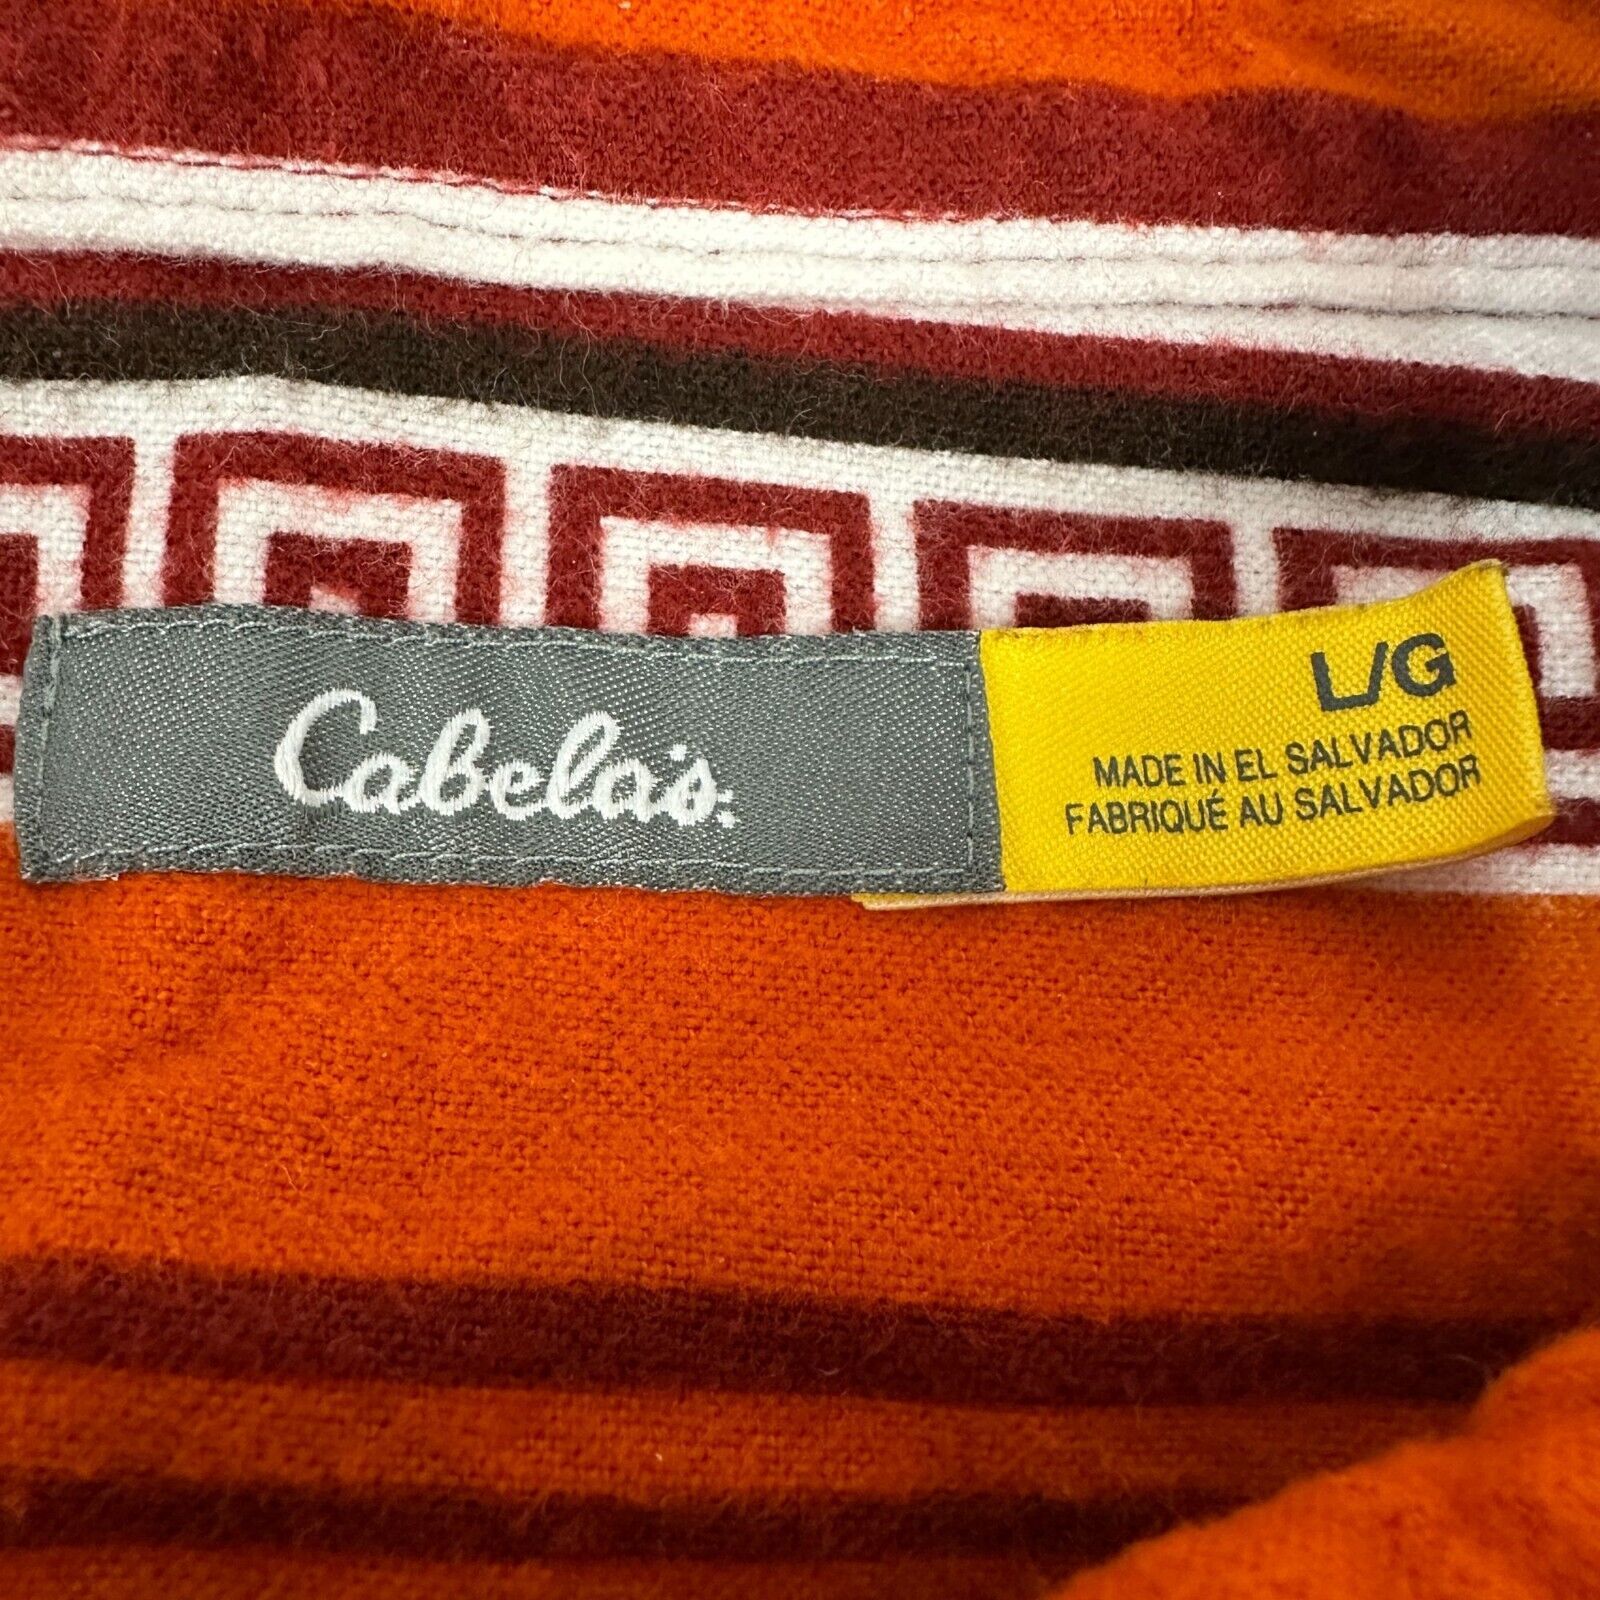 Cabela's
L/G
MADE IN EL SALVADOR
FABRIQUÉ AU SALVADOR